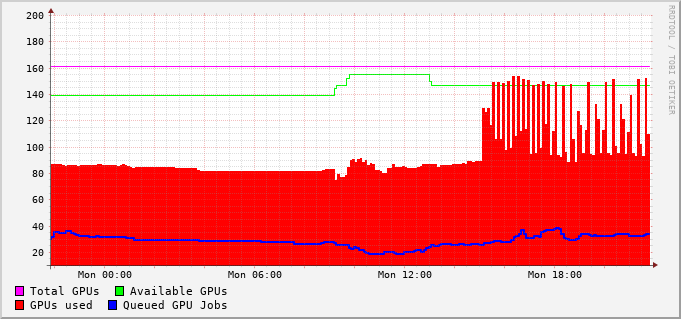 200
180
160
140
120
100
80
60
40
20
Mon 00:00 Mon 06:00 Mon 12:00 Mon 18:00
Total GPUs Available GPUs
GPUs used Queued GPU Jobs
RRDTOOL / TOBI OETIKER